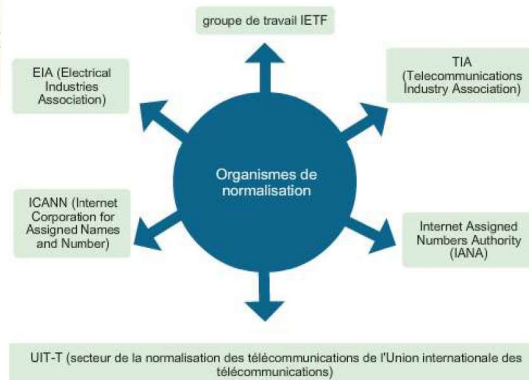 groupe de travail IETF
EIA (Electrical
Industries
Association)
TIA
(Telecommunications
Industry Association)
Organismes de
normalisation
ICANN (Internet
Corporation for
Assigned Names
and Number)
Internet Assigned
Numbers Authority
(IANA)
UIT-T (secteur de la normalisation des télécommunications de l'Union internationale des
télécommunications)